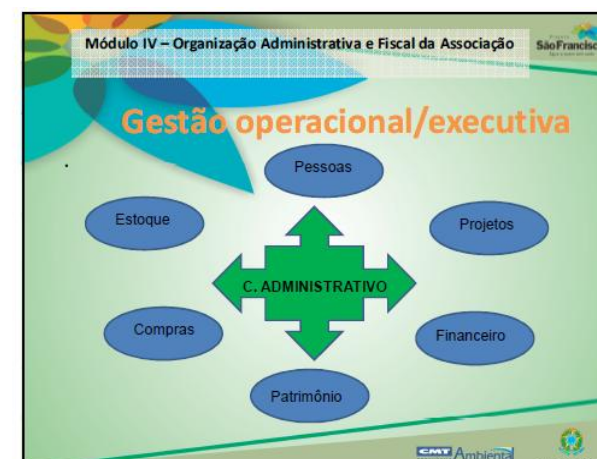 Módulo IV – Organização Administrativa e Fiscal da Associação
São Francisco
Gestão operacional/executiva
.
Pessoas
Estoque
Projetos
C. ADMINISTRATIVO
Compras
Financeiro
Patrimônio
CMT Ambiental